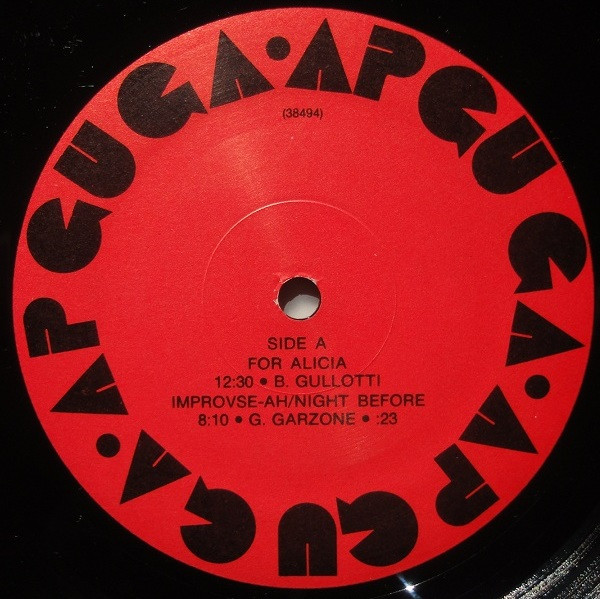 APGUGA • APGUGA • APGUGA •
(38494)
SIDE A
FOR ALICIA
12:30 • B. GULLOTTI
IMPROVSE-AH/NIGHT BEFORE
8:10 • G. GARZONE • :23